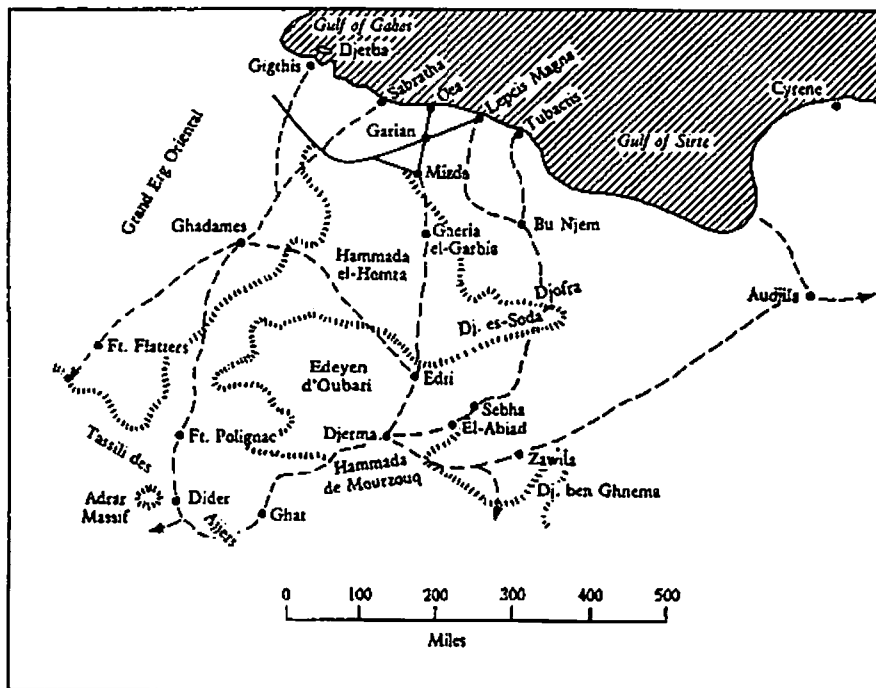 Gulf of Gabes
Djerba
Gigthis
Sabratha
Oea
Lepcis Magna
Tubactis
Cyrene
Garian
Gulf of Sirte
Mizda
Grand Erg Oriental
Ghadames
Gheria
el-Garbia
Bu Njem
Hammada
el-Homra
Djofra
Audjila
Dj. es-Soda
Ft. Flatters
Edeyen
d'Oubari
Edri
Sebha
El-Abiad
Tassili des
Ft. Polignac
Djerma
Zawila
Hammada
de Mourzouq
Dj. ben Ghnema
Adrar
Massif
Dider
Ajjers
Ghat
0 100 200 300 400 500
Miles